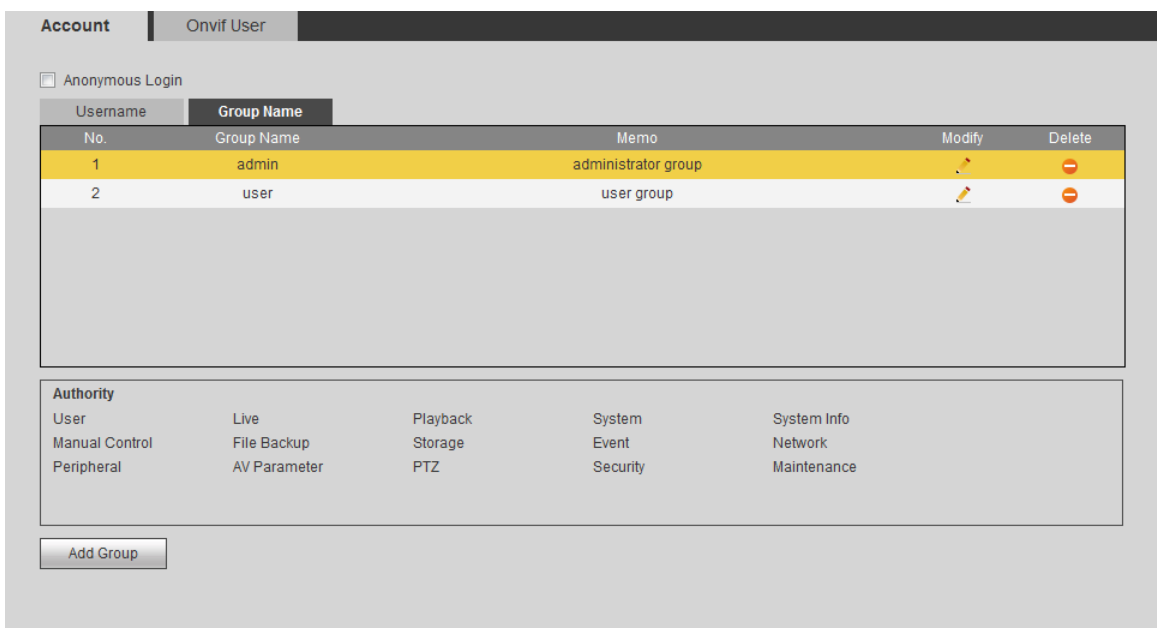 Account Onvif User
Anonymous Login
Username Group Name
No. Group Name Memo Modify Delete
1 admin administrator group
2 user user group
Authority
User Live Playback System System Info
Manual Control File Backup Storage Event Network
Peripheral AV Parameter PTZ Security Maintenance
Add Group